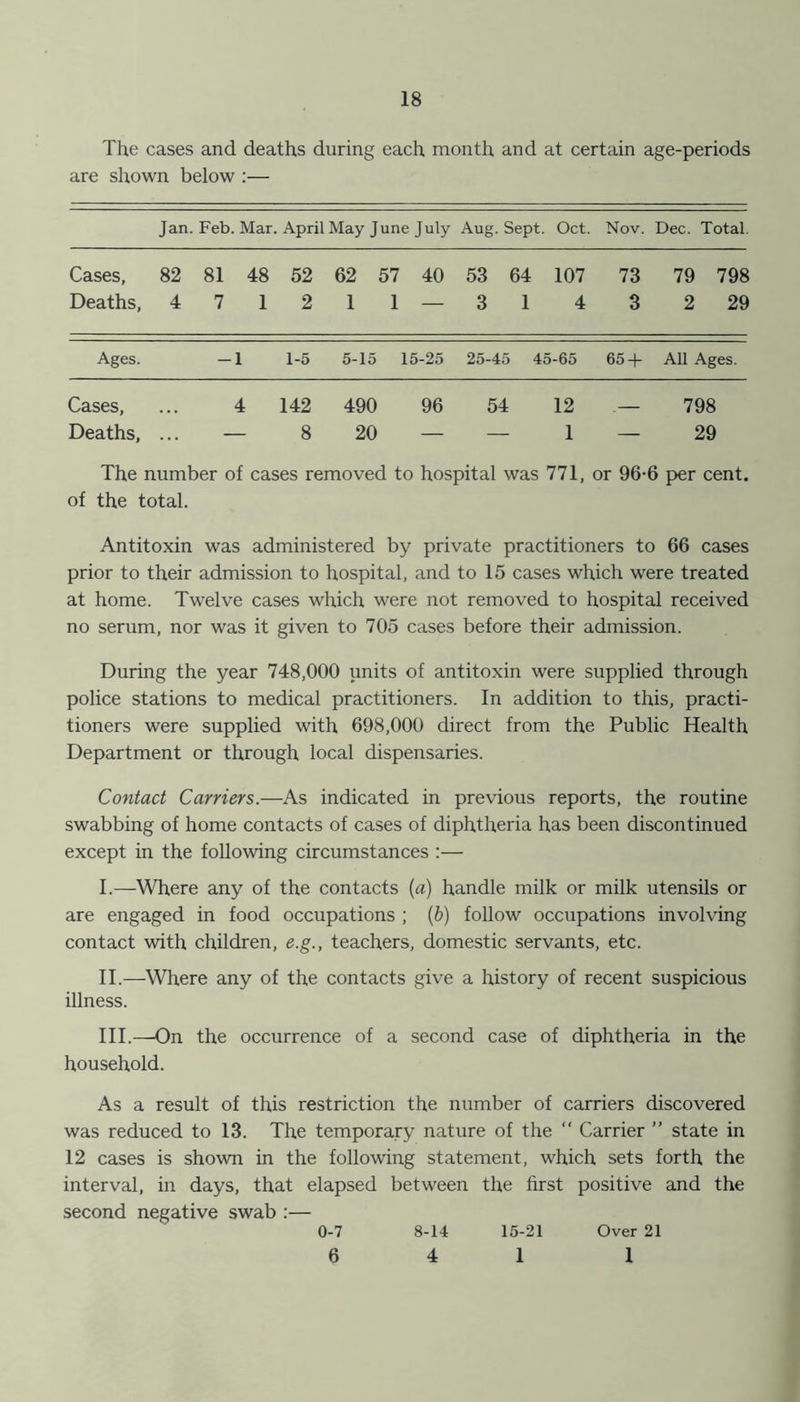 18
The cases and deaths during each month and at certain age-periods
are shown below :—
Jan. Feb. Mar. April May June July Aug. Sept. Oct. Nov. Dec. Total.
Cases, 82 81 48 52 62 57 40 53 64 107 73 79 798
Deaths, 4 7 1 2 1 1 — 3 1 4 3 2 29
Ages. —1 1-5 5-15 15-25 25-45 45-65 65+ All Ages.
Cases, ... 4 142 490 96 54 12 — 798
Deaths, ... — 8 20 — — 1 — 29
The number of cases removed to hospital was 771, or 96·6 per cent.
of the total.
Antitoxin was administered by private practitioners to 66 cases
prior to their admission to hospital, and to 15 cases which were treated
at home. Twelve cases which were not removed to hospital received
no serum, nor was it given to 705 cases before their admission.
During the year 748,000 units of antitoxin were supplied through
police stations to medical practitioners. In addition to this, practi-
tioners were supplied with 698,000 direct from the Public Health
Department or through local dispensaries.
Contact Carriers.—As indicated in previous reports, the routine
swabbing of home contacts of cases of diphtheria has been discontinued
except in the following circumstances :—
I.—Where any of the contacts (a) handle milk or milk utensils or
are engaged in food occupations ; (b) follow occupations involving
contact with children, e.g., teachers, domestic servants, etc.
II.—Where any of the contacts give a history of recent suspicious
illness.
III.—On the occurrence of a second case of diphtheria in the
household.
As a result of this restriction the number of carriers discovered
was reduced to 13. The temporary nature of the " Carrier " state in
12 cases is shown in the following statement, which sets forth the
interval, in days, that elapsed between the first positive and the
second negative swab :—
0-7 8-14 15-21 Over 21
6 4 1 1